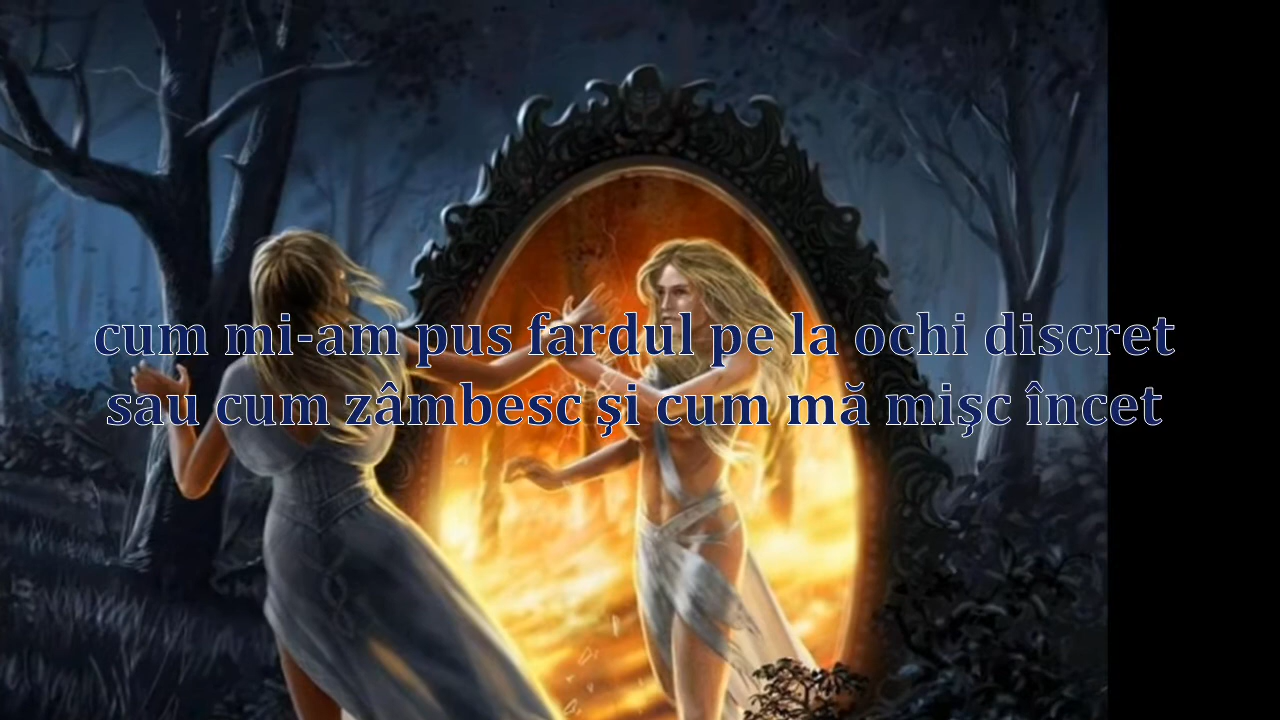 cum mi-am pus fardul pe la ochi discret
sau cum zâmbesc şi cum mă mişc încet